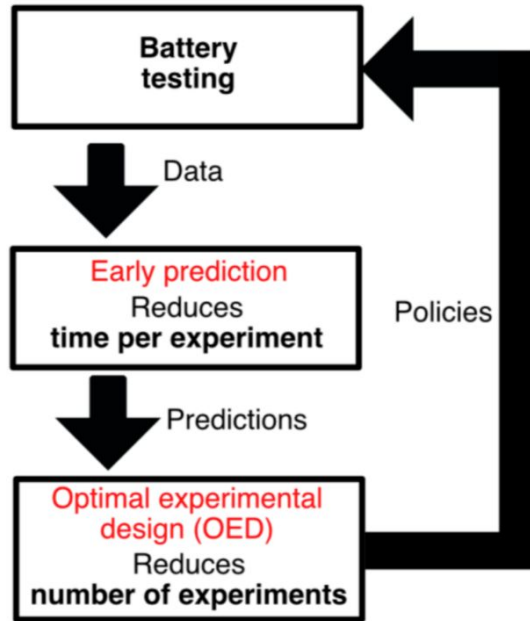 Battery
testing
Data
Early prediction
Reduces
time per experiment
Policies
Predictions
Optimal experimental
design (OED)
Reduces
number of experiments